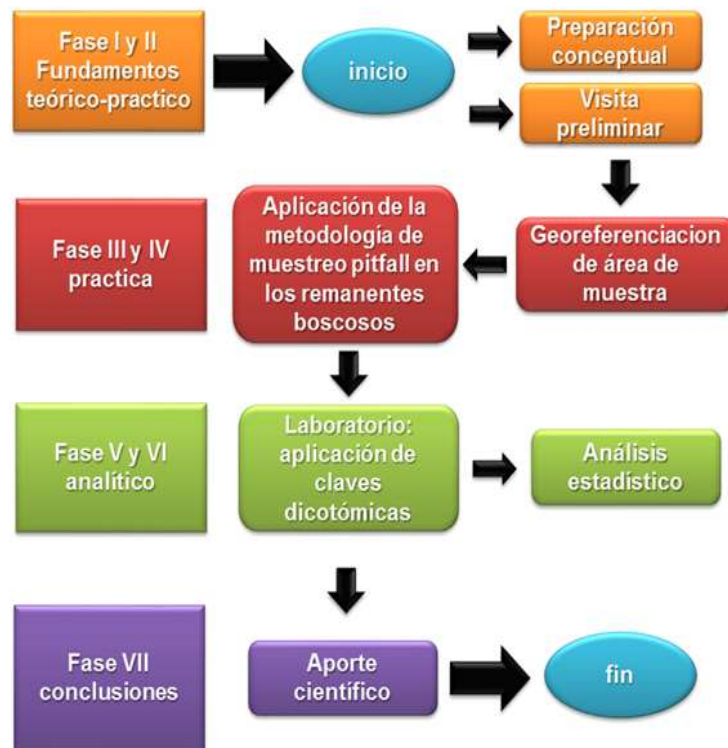 Fase I y II
Fundamentos
teórico-practico
inicio
Preparación
conceptual
Visita
preliminar
Fase III y IV
practica
Aplicación de la
metodología de
muestreo pitfall en
los remanentes
boscosos
Georeferenciacion
de área de
muestra
Fase V y VI
analítico
Laboratorio:
aplicación de
claves
dicotómicas
Análisis
estadístico
Fase VII
conclusiones
Aporte
científico
fin